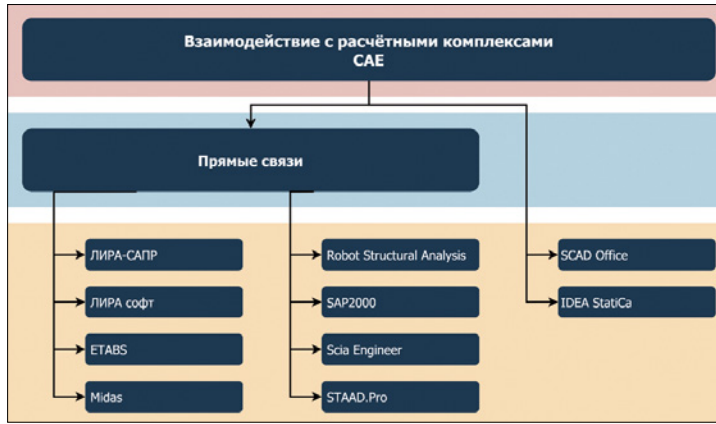 Взаимодействие с расчётными комплексами
CAE
Прямые связи
ЛИРА-САПР
ЛИРА софт
ETABS
Midas
Robot Structural Analysis
SAP2000
Scia Engineer
STAAD.Pro
SCAD Office
IDEA StatiCa